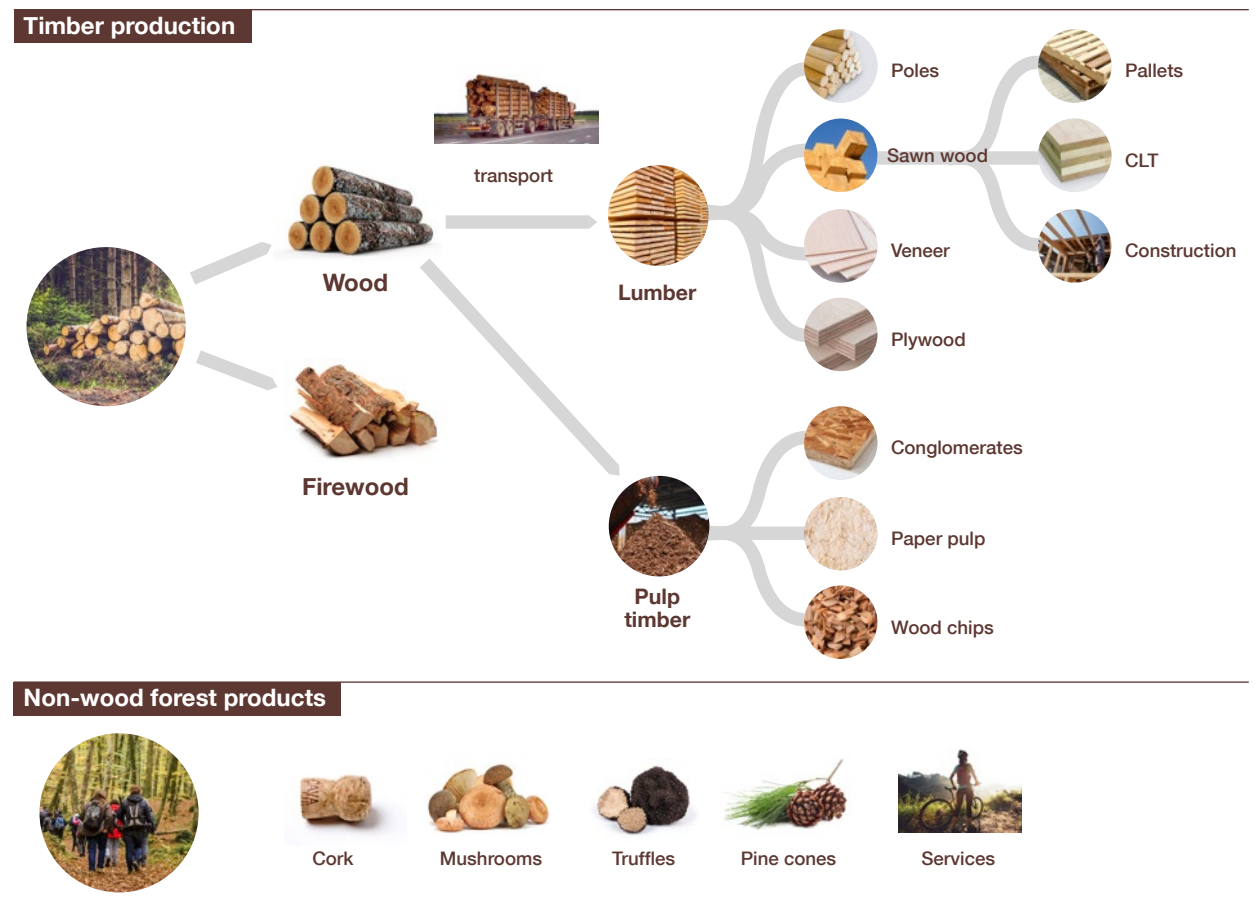 Timber production
transport
Wood
Firewood
Lumber
Poles
Sawn wood
Veneer
Plywood
Pallets
CLT
Construction
Pulp
timber
Conglomerates
Paper pulp
Wood chips
Non-wood forest products
CAVA
Cork
Mushrooms
Truffles
Pine cones
Services